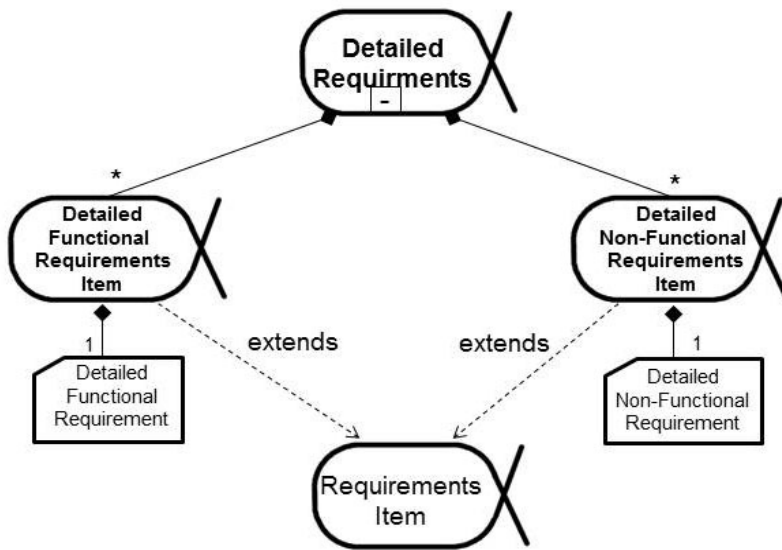 Detailed
Requirments
-
*
*
Detailed
Functional
Requirements
Item
Detailed
Non-Functional
Requirements
Item
extends
extends
1
1
Detailed
Functional
Requirement
Detailed
Non-Functional
Requirement
Requirements
Item